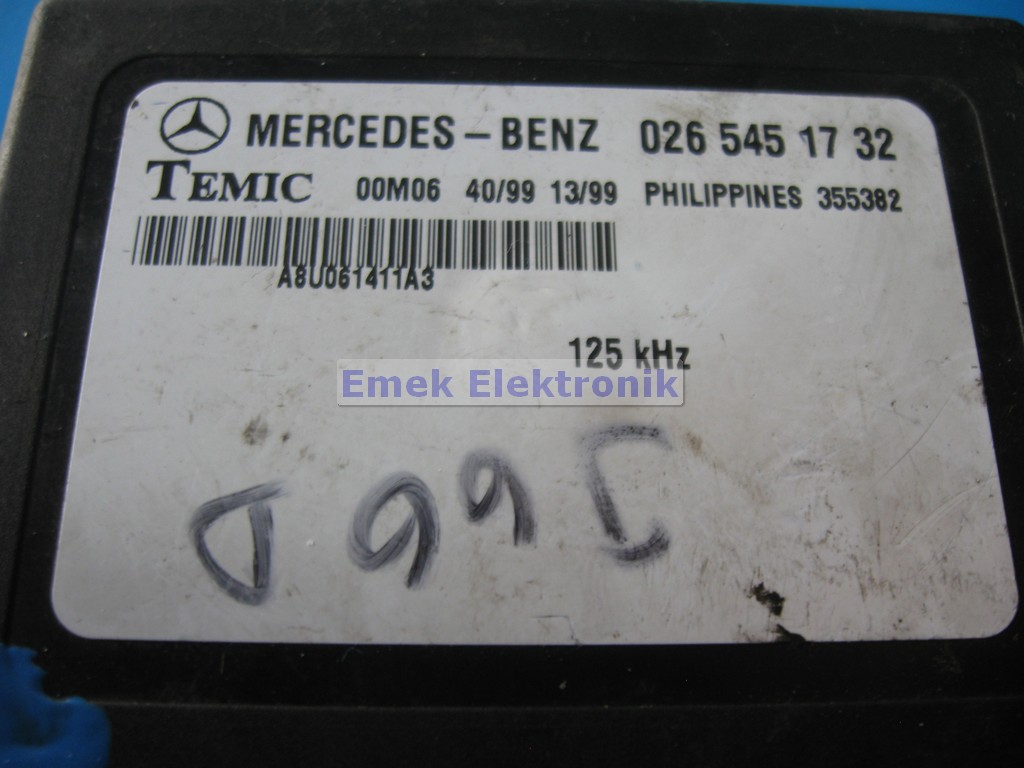 MERCEDES-BENZ 026 545 17 32
TEMIC 00M06 40/99 13/99 PHILIPPINES 355382
A8U061411A3
125 kHz
Emek Elektronik